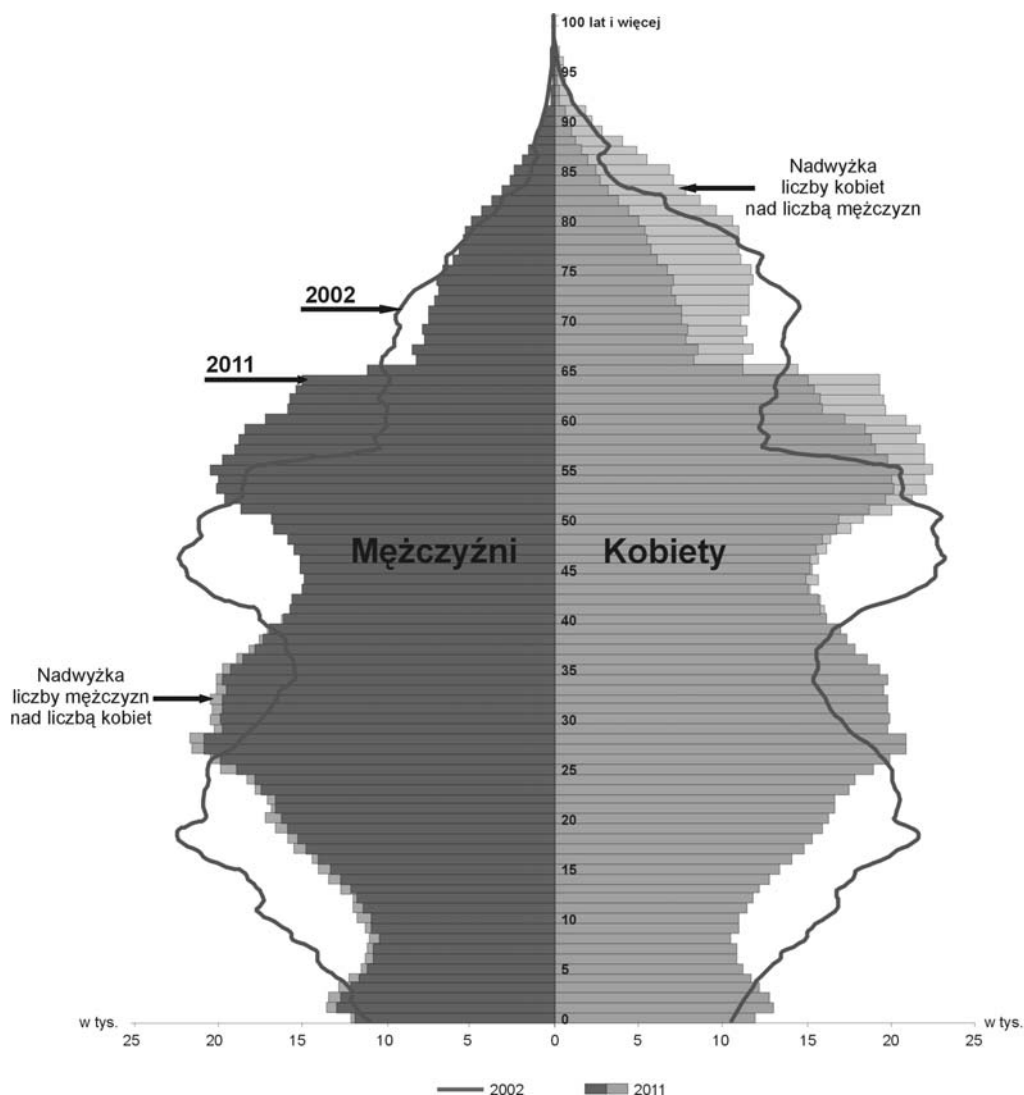 100 lat i więcej
95
90
85
80
75
70
65
60
55
50
45
40
35
30
25
20
15
10
5
0
Nadwyżka
liczby kobiet
nad liczbą mężczyzn
2002
2011
Mężczyźni
Kobiety
Nadwyżka
liczby mężczyzn
nad liczbą kobiet
w tys.
w tys.
25 20 15 10 5 0 5 10 15 20 25
2002 2011